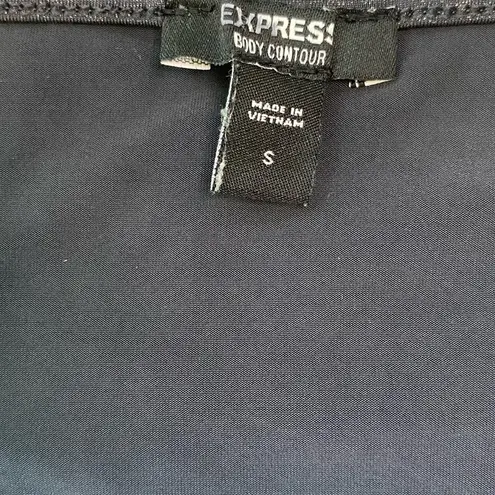 EXPRESS
BODY CONTOUR
MADE IN
VIETNAM
S